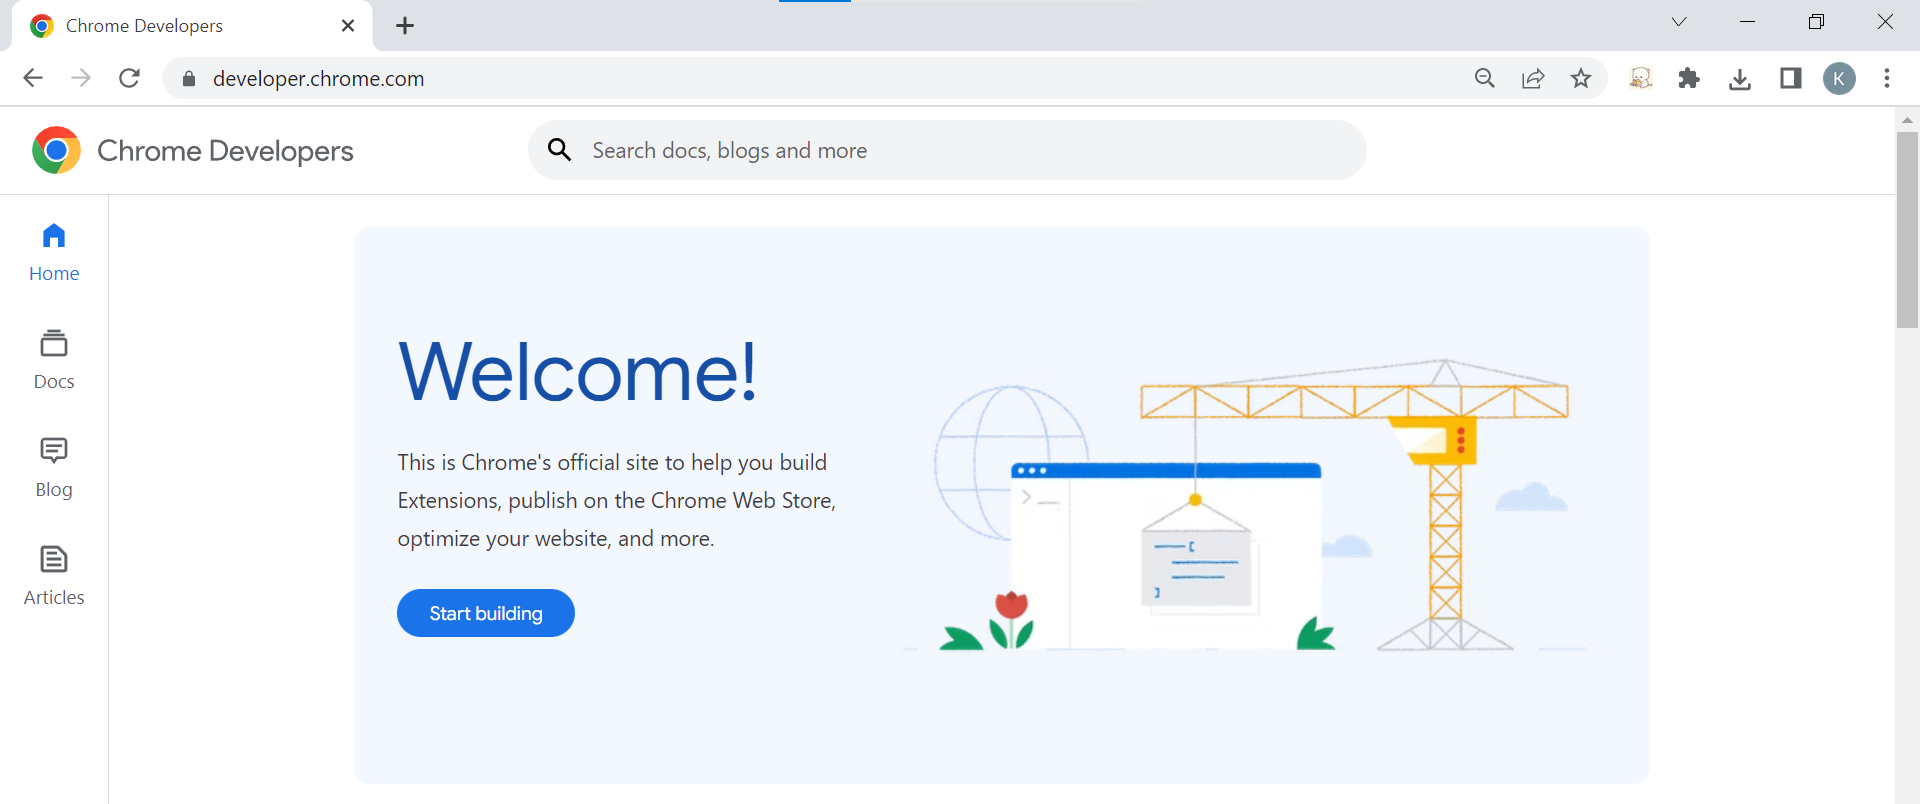 Chrome Developers
developer.chrome.com
K
Chrome Developers
Search docs, blogs and more
Home
Docs
Blog
Articles
Welcome!
This is Chrome's official site to help you build
Extensions, publish on the Chrome Web Store,
optimize your website, and more.
Start building